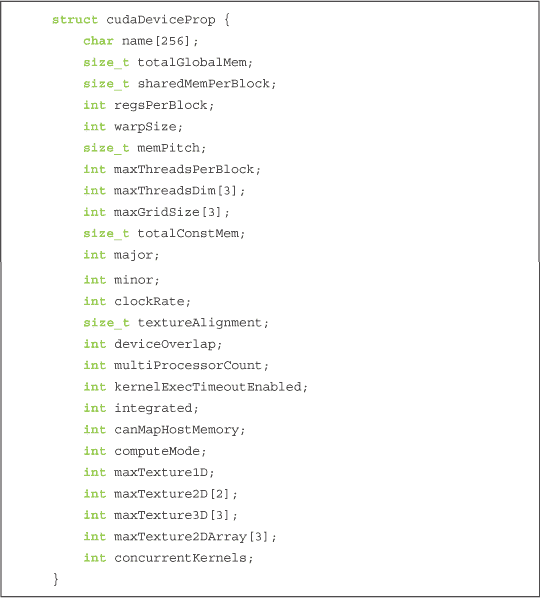 struct cudaDeviceProp {
char name[256];
size_t totalGlobalMem;
size_t sharedMemPerBlock;
int regsPerBlock;
int warpSize;
size_t memPitch;
int maxThreadsPerBlock;
int maxThreadsDim[3];
int maxGridSize[3];
size_t totalConstMem;
int major;
int minor;
int clockRate;
size_t textureAlignment;
int deviceOverlap;
int multiProcessorCount;
int kernelExecTimeoutEnabled;
int integrated;
int canMapHostMemory;
int computeMode;
int maxTexture1D;
int maxTexture2D[2];
int maxTexture3D[3];
int maxTexture2DArray[3];
int concurrentKernels;
}